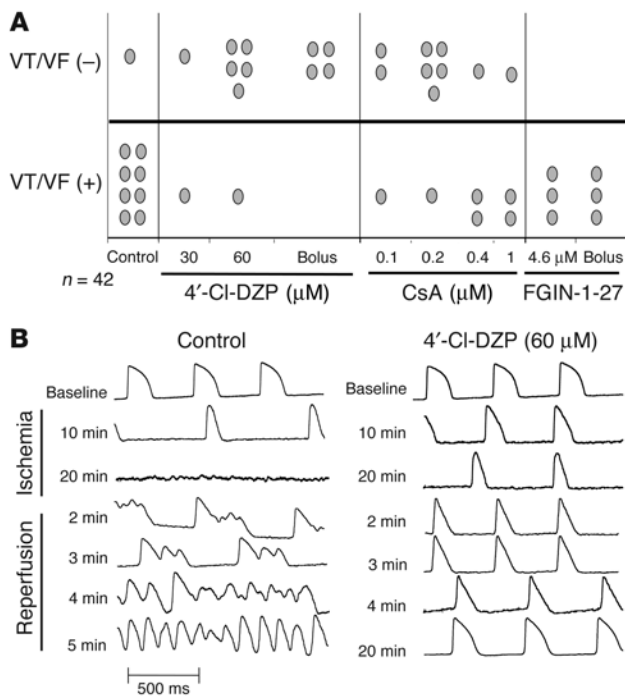 A
VT/VF (–)
VT/VF (+)
Control 30 60 Bolus 0.1 0.2 0.4 1 4.6 µM Bolus
n = 42 4′-Cl-DZP (µM) CsA (µM) FGIN-1-27
B
Control 4′-Cl-DZP (60 µM)
Baseline Baseline
Ischemia
10 min 10 min
20 min 20 min
Reperfusion
2 min 2 min
3 min 3 min
4 min 4 min
5 min 20 min
500 ms